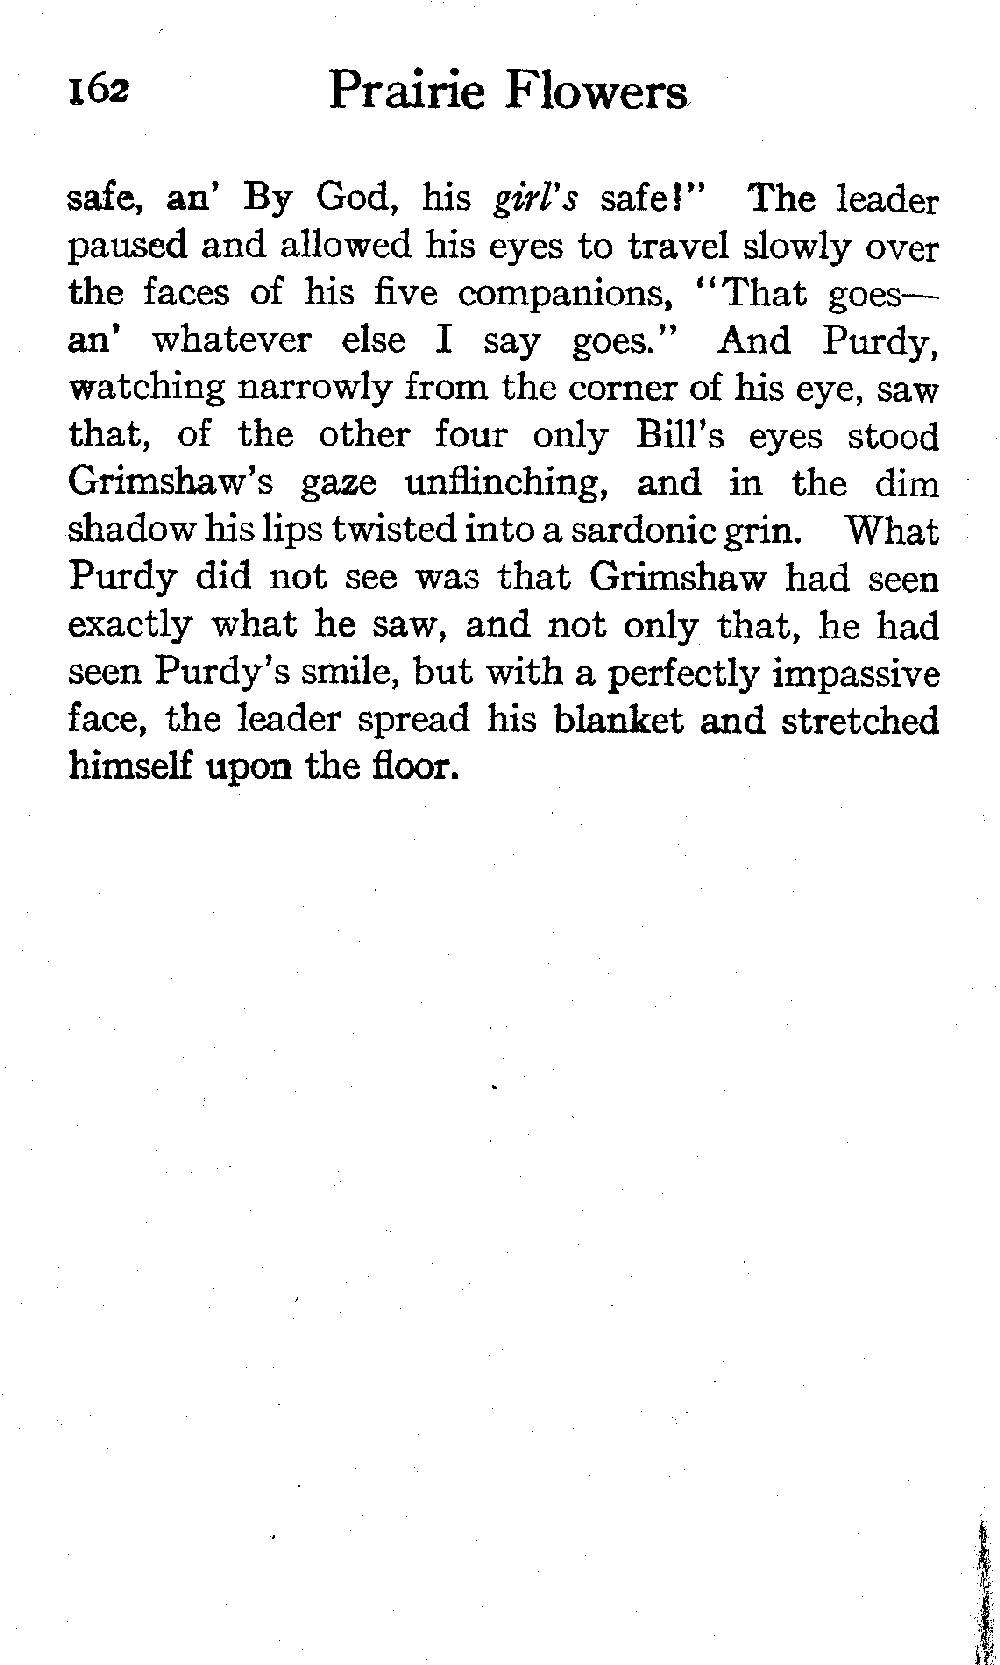 162 Prairie Flowers
safe, an' By God, his girl's safe!" The leader
paused and allowed his eyes to travel slowly over
the faces of his five companions, "That goes—
an' whatever else I say goes." And Purdy,
watching narrowly from the corner of his eye, saw
that, of the other four only Bill's eyes stood
Grimshaw's gaze unflinching, and in the dim
shadow his lips twisted into a sardonic grin. What
Purdy did not see was that Grimshaw had seen
exactly what he saw, and not only that, he had
seen Purdy's smile, but with a perfectly impassive
face, the leader spread his blanket and stretched
himself upon the floor.